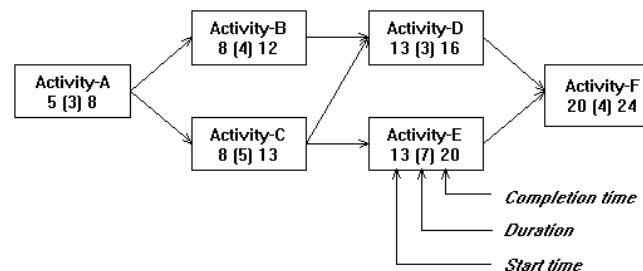 Activity-B
8 (4) 12
Activity-D
13 (3) 16
Activity-A
5 (3) 8
Activity-F
20 (4) 24
Activity-C
8 (5) 13
Activity-E
13 (7) 20
Completion time
Duration
Start time